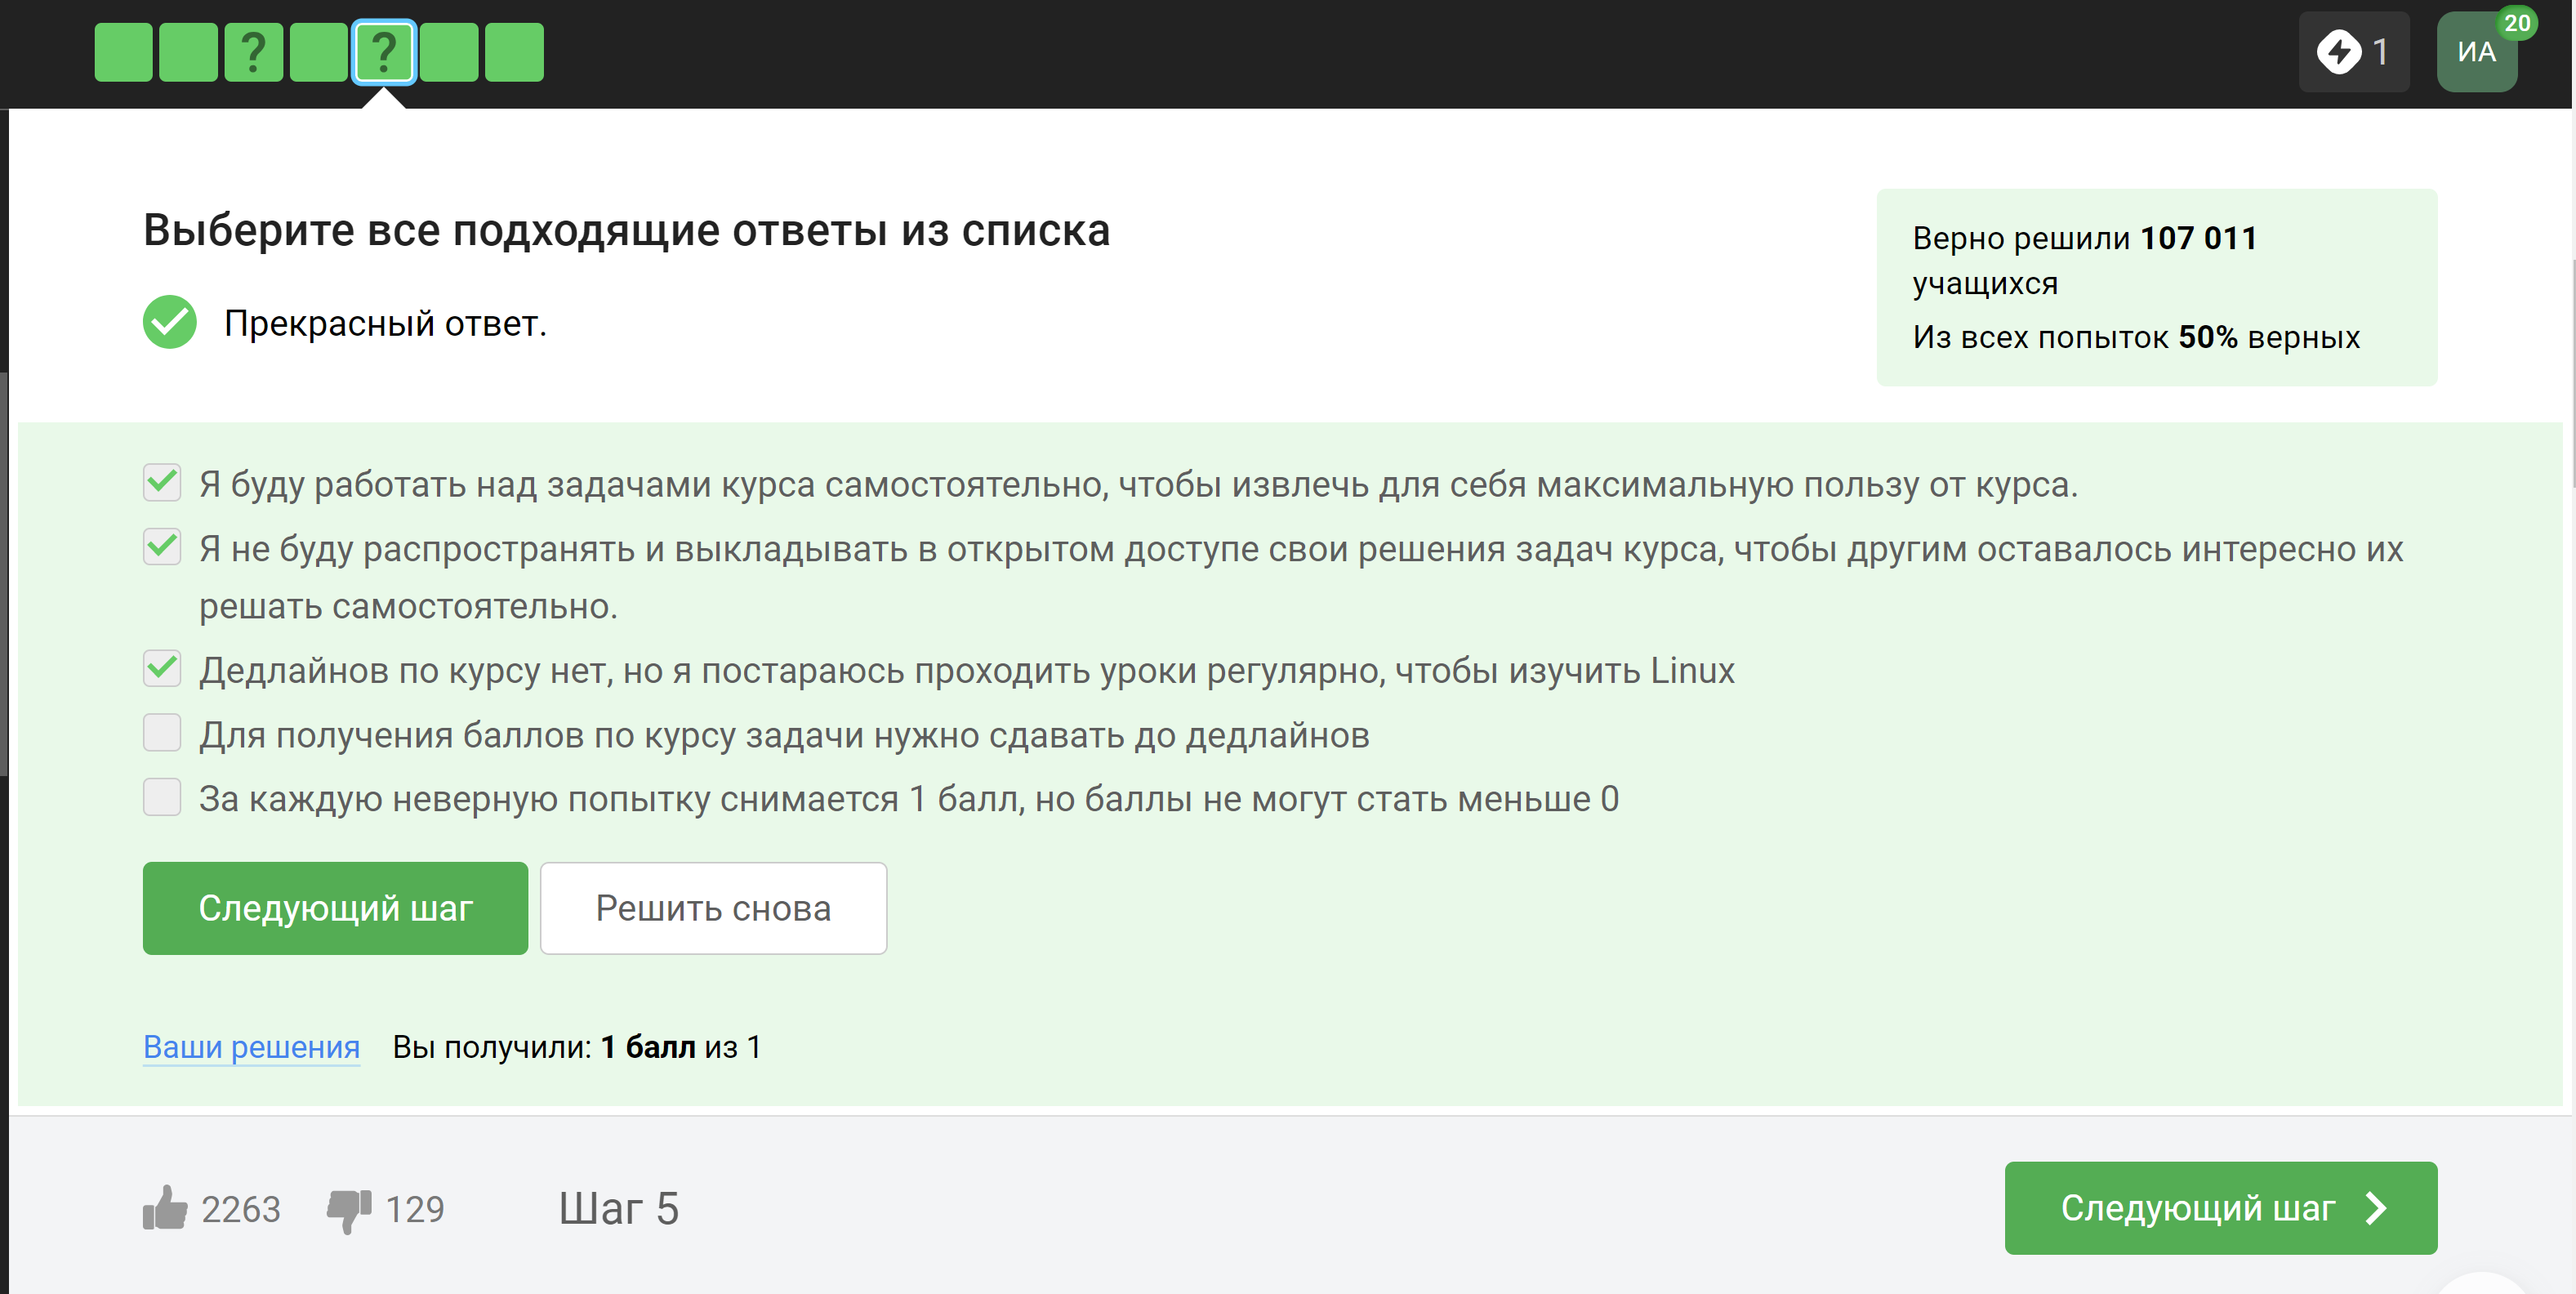 ? ? 1 ИА 20
Выберите все подходящие ответы из списка
Прекрасный ответ.
Верно решили 107 011
учащихся
Из всех попыток 50% верных
Я буду работать над задачами курса самостоятельно, чтобы извлечь для себя максимальную пользу от курса.
Я не буду распространять и выкладывать в открытом доступе свои решения задач курса, чтобы другим оставалось интересно их
решать самостоятельно.
Дедлайнов по курсу нет, но я постараюсь проходить уроки регулярно, чтобы изучить Linux
Для получения баллов по курсу задачи нужно сдавать до дедлайнов
За каждую неверную попытку снимается 1 балл, но баллы не могут стать меньше 0
Следующий шаг Решить снова
Ваши решения Вы получили: 1 балл из 1
2263 129 Шаг 5 Следующий шаг